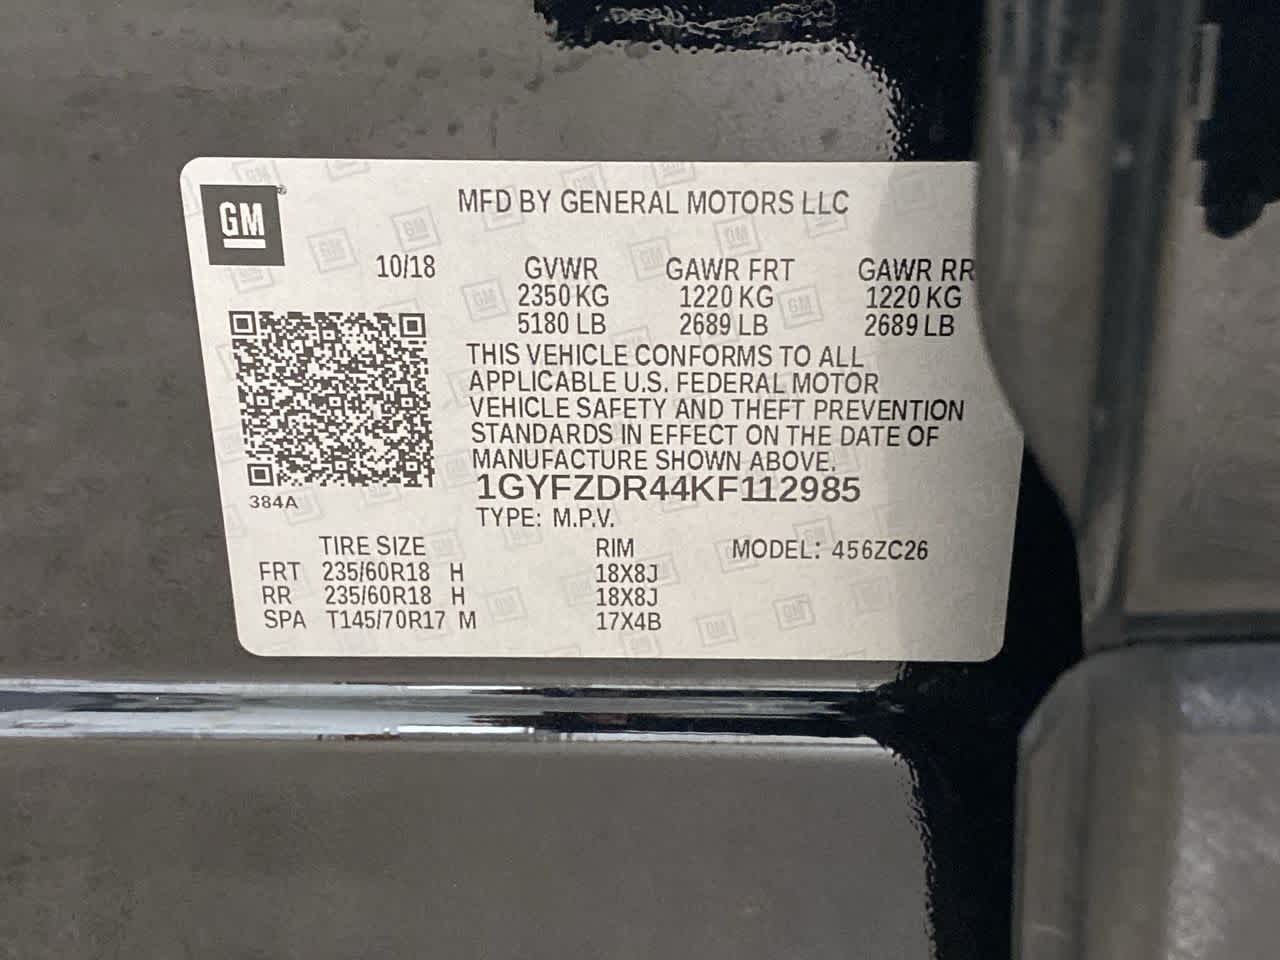 GM
MFD BY GENERAL MOTORS LLC
10/18 GVWR GAWR FRT GAWR RR
2350 KG 1220 KG 1220 KG
5180 LB 2689 LB 2689 LB
THIS VEHICLE CONFORMS TO ALL
APPLICABLE U.S. FEDERAL MOTOR
VEHICLE SAFETY AND THEFT PREVENTION
STANDARDS IN EFFECT ON THE DATE OF
MANUFACTURE SHOWN ABOVE.
1GYFZDR44KF112985
384A
TYPE: M.P.V.
TIRE SIZE RIM MODEL: 456ZC26
FRT 235/60R18 H 18X8J
RR 235/60R18 H 18X8J
SPA T145/70R17 M 17X4B